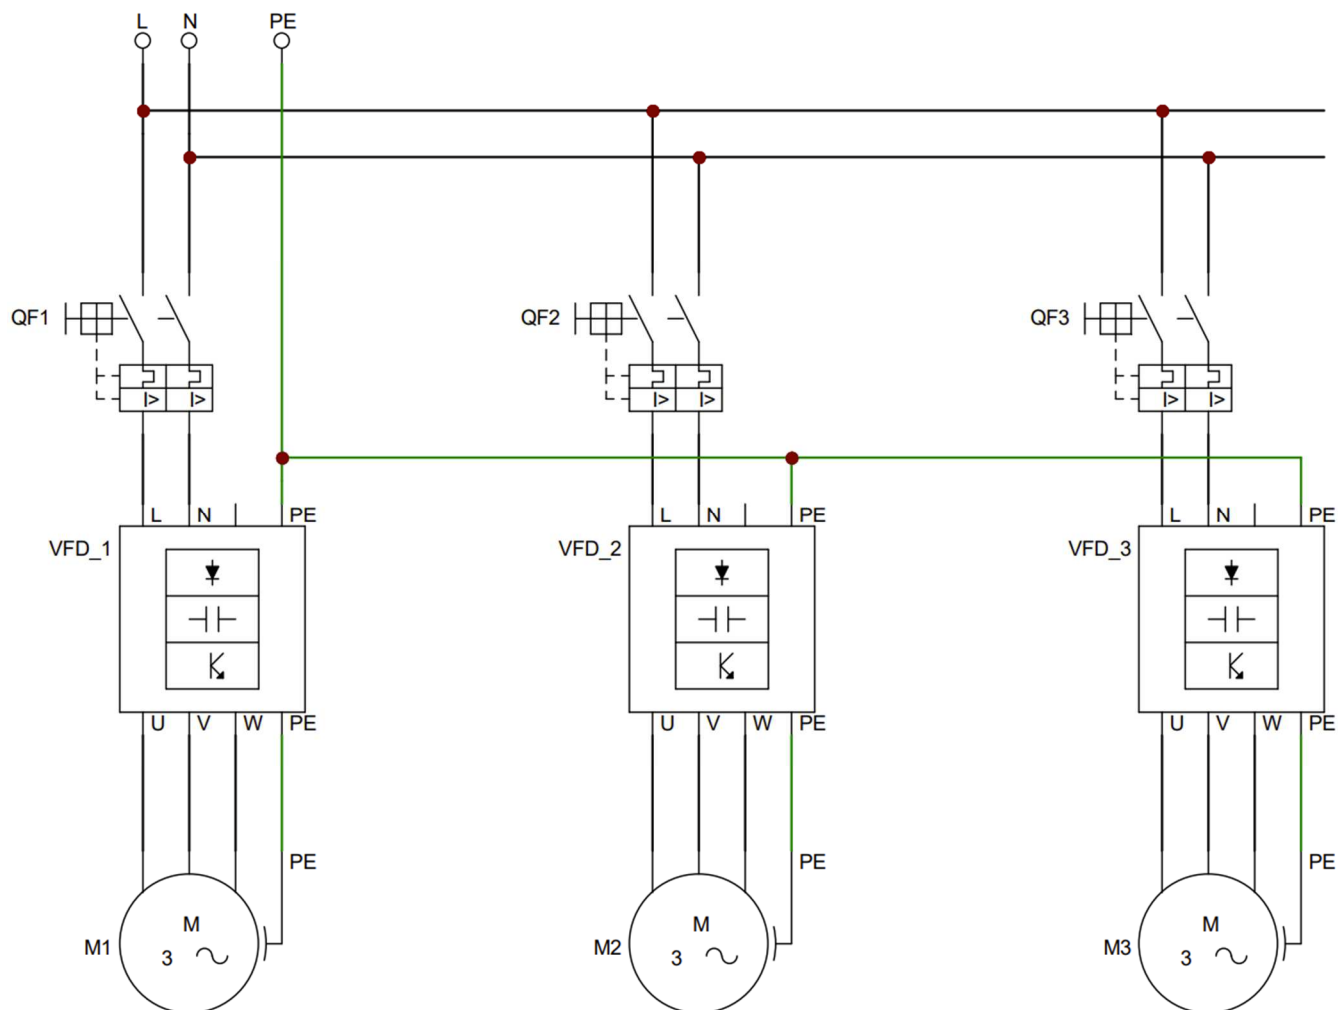 L N PE
QF1 QF2 QF3
I> I> I> I> I> I>
L N PE L N PE L N PE
VFD_1 VFD_2 VFD_3
U V W PE U V W PE U V W PE
PE PE PE
M M M
M1 3 M2 3 M3 3